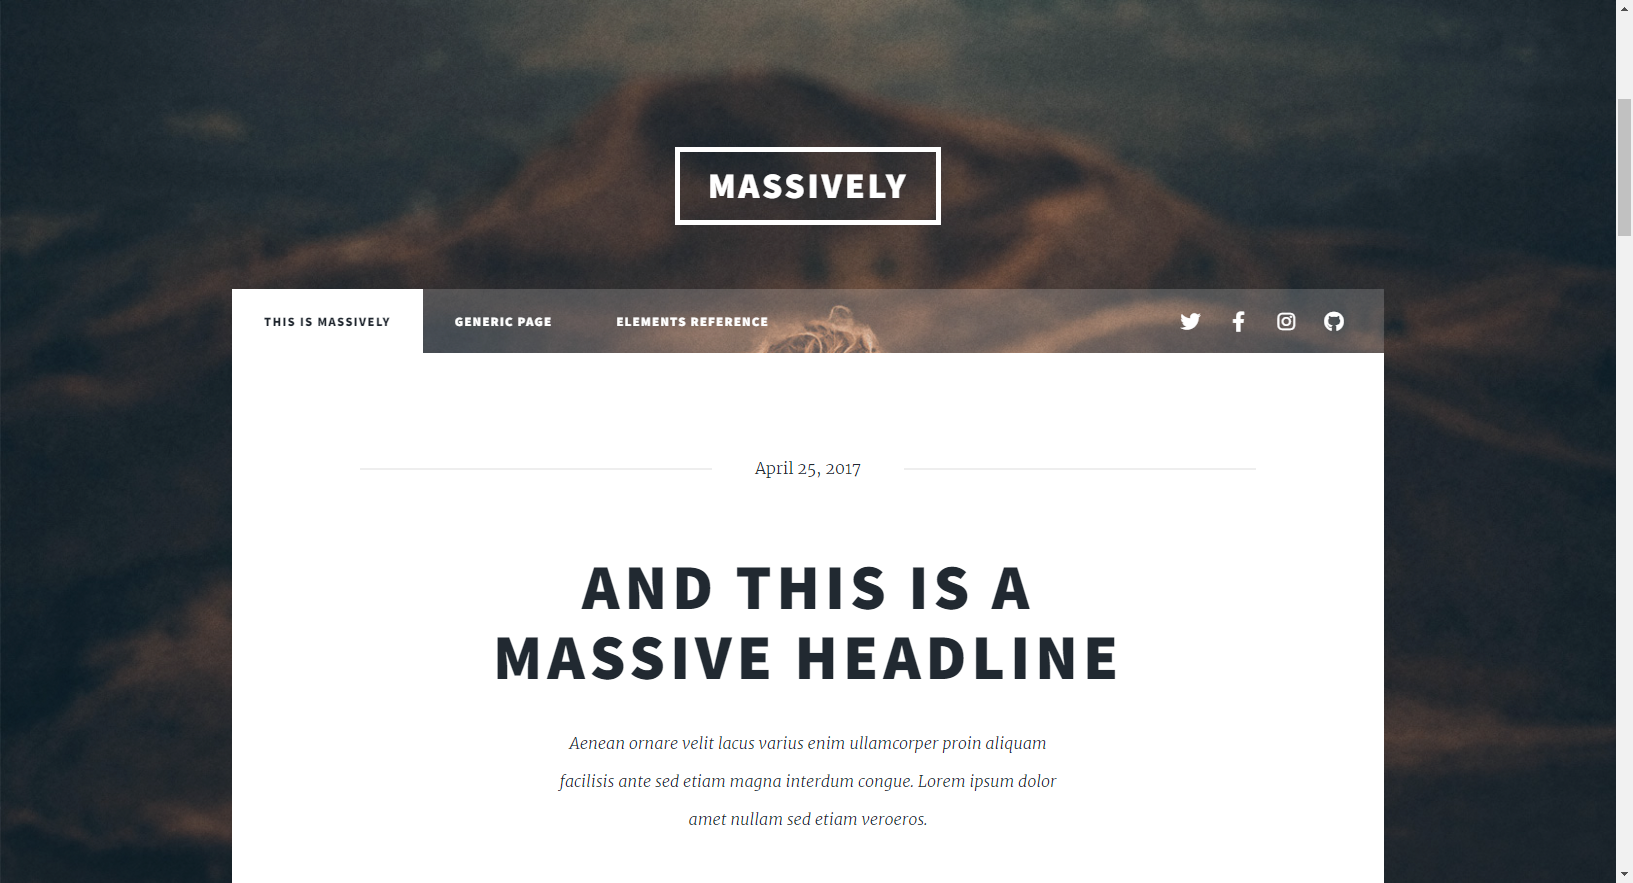 MASSIVELY
THIS IS MASSIVELY
GENERIC PAGE
ELEMENTS REFERENCE
April 25, 2017
AND THIS IS A
MASSIVE HEADLINE
Aenean ornare velit lacus varius enim ullamcorper proin aliquam
facilisis ante sed etiam magna interdum congue. Lorem ipsum dolor
amet nullam sed etiam veroeros.